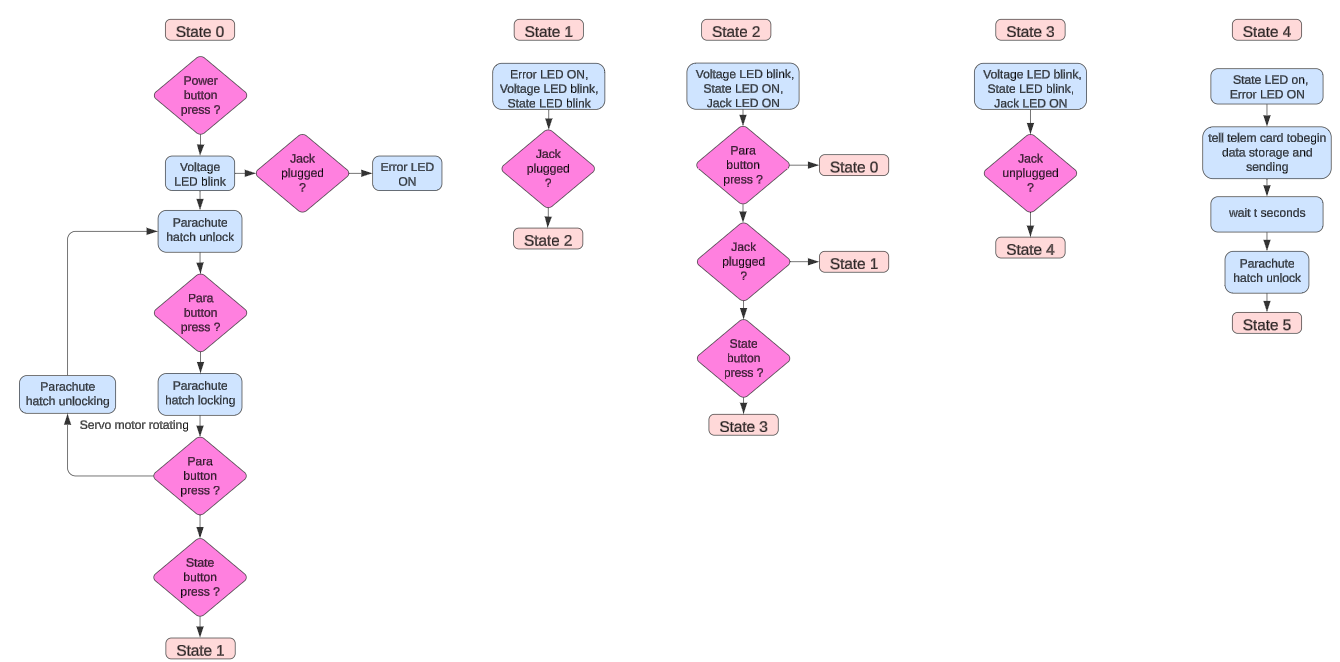 State 0
Power
button
press ?
Voltage
LED blink
Jack
plugged
?
Error LED
ON
Parachute
hatch unlock
Para
button
press ?
Parachute
hatch unlocking
Parachute
hatch locking
Servo motor rotating
Para
button
press ?
State
button
press ?
State 1
State 1
Error LED ON,
Voltage LED blink,
State LED blink
Jack
plugged
?
State 2
State 2
Voltage LED blink,
State LED ON,
Jack LED ON
Para
button
press ?
State 0
Jack
plugged
?
State 1
State
button
press ?
State 3
State 3
Voltage LED blink,
State LED blink,
Jack LED ON
Jack
unplugged
?
State 4
State 4
State LED on,
Error LED ON
tell telem card tobegin
data storage and
sending
wait t seconds
Parachute
hatch unlock
State 5